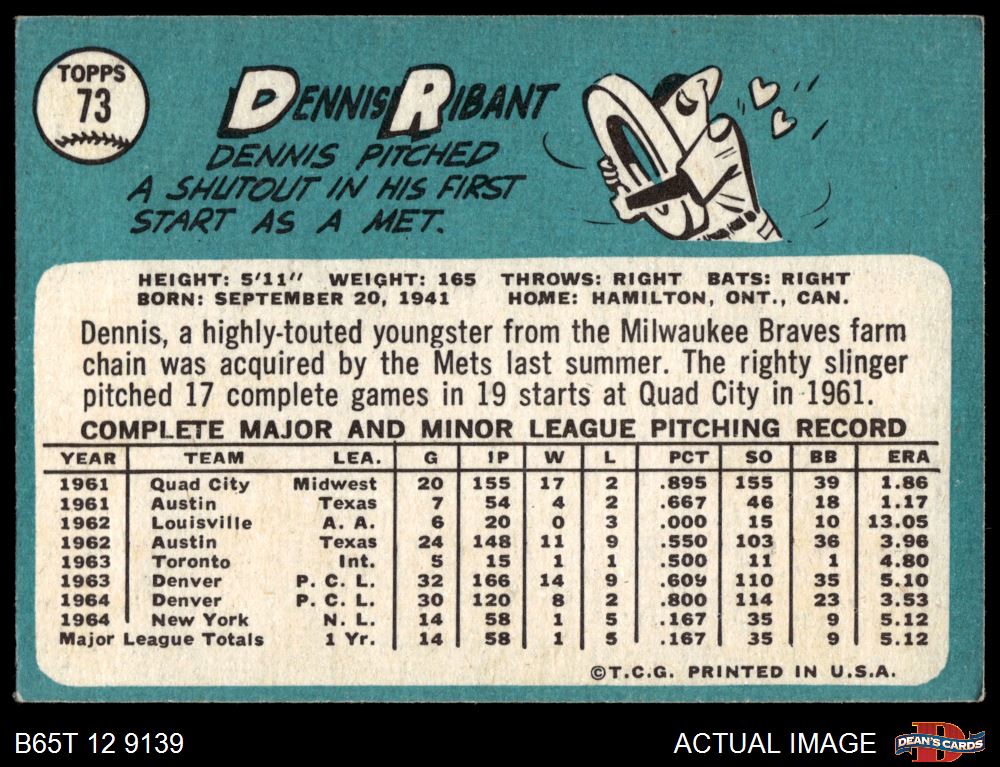 TOPPS
73
DENNIS RIBANT
DENNIS PITCHED
A SHUTOUT IN HIS FIRST
START AS A MET.
HEIGHT: 5'11" WEIGHT: 165 THROWS: RIGHT BATS: RIGHT
BORN: SEPTEMBER 20, 1941 HOME: HAMILTON, ONT., CAN.
Dennis, a highly-touted youngster from the Milwaukee Braves farm
chain was acquired by the Mets last summer. The righty slinger
pitched 17 complete games in 19 starts at Quad City in 1961.
COMPLETE MAJOR AND MINOR LEAGUE PITCHING RECORD
YEAR TEAM LEA. G IP W L PCT SO BB ERA
1961 Quad City Midwest 20 155 17 2 .895 155 39 1.86
1961 Austin Texas 7 54 4 2 .667 46 18 1.17
1962 Louisville A. A. 6 20 0 3 .000 15 10 13.05
1962 Austin Texas 24 148 11 9 .550 103 36 3.96
1963 Toronto Int. 5 15 1 1 .500 11 1 4.80
1963 Denver P. C. L. 32 166 14 9 .609 110 35 5.10
1964 Denver P. C. L. 30 120 8 2 .800 114 23 3.53
1964 New York N. L. 14 58 1 5 .167 35 9 5.12
Major League Totals 1 Yr. 14 58 1 5 .167 35 9 5.12
©T.C.G. PRINTED IN U.S.A.
B65T 12 9139 ACTUAL IMAGE
DEAN'S CARDS